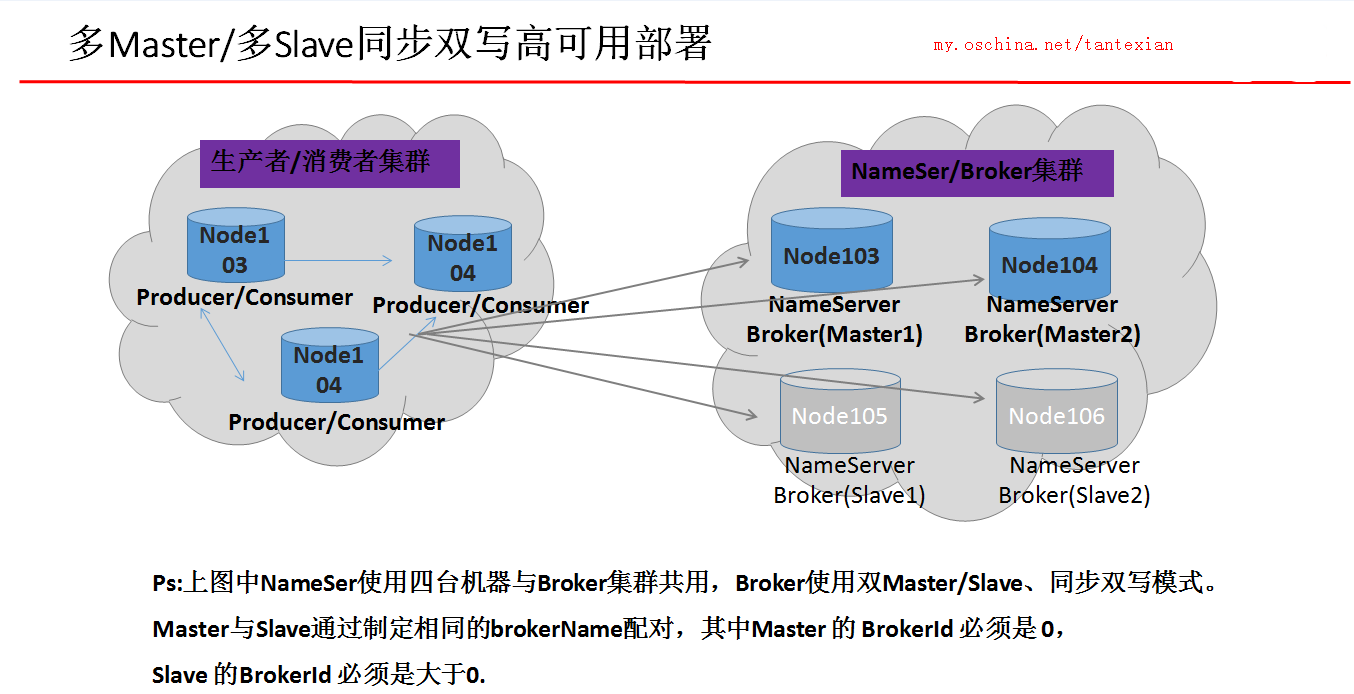 多Master/多Slave同步双写高可用部署
my.oschina.net/tantexian
生产者/消费者集群
Node1
03
Producer/Consumer
Node1
04
Producer/Consumer
Node1
04
Producer/Consumer
NameSer/Broker集群
Node103
NameServer
Broker(Master1)
Node104
NameServer
Broker(Master2)
Node105
NameServer
Broker(Slave1)
Node106
NameServer
Broker(Slave2)
Ps:上图中NameSer使用四台机器与Broker集群共用，Broker使用双Master/Slave、同步双写模式。
Master与Slave通过制定相同的brokerName配对，其中Master 的 BrokerId 必须是 0，
Slave 的BrokerId 必须是大于0.